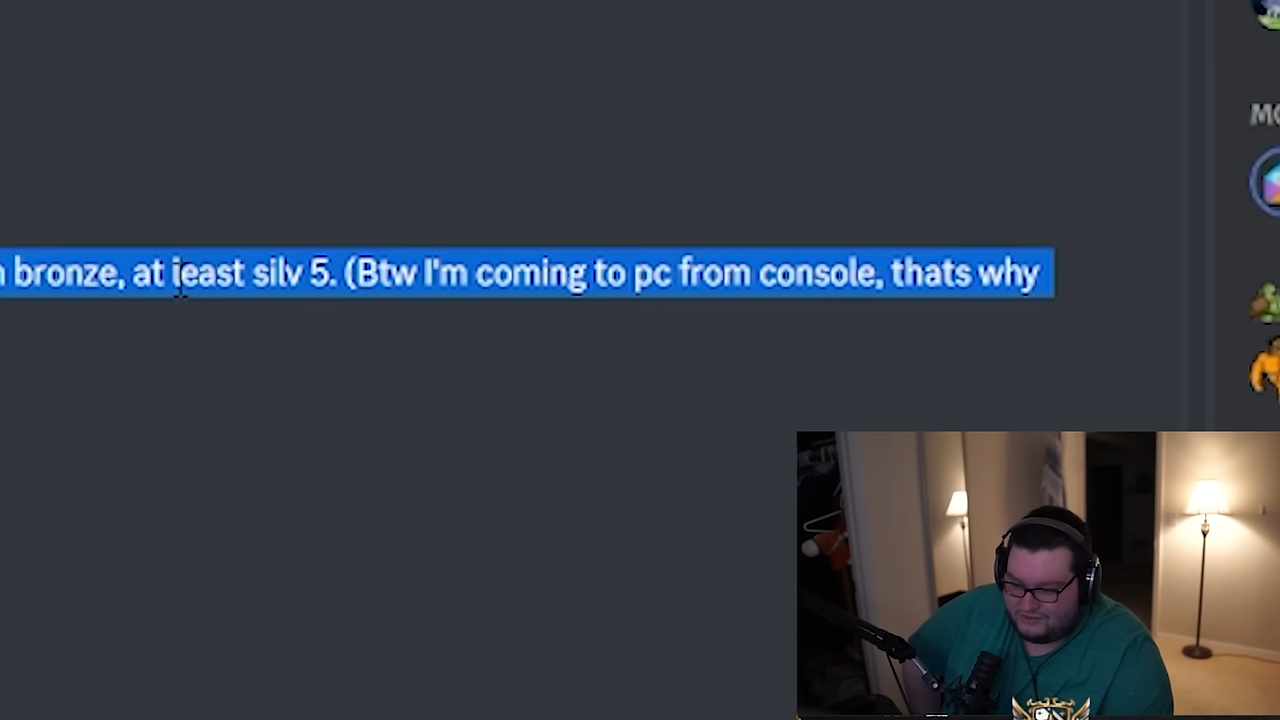 bronze, at least silv 5. (Btw I'm coming to pc from console, thats why